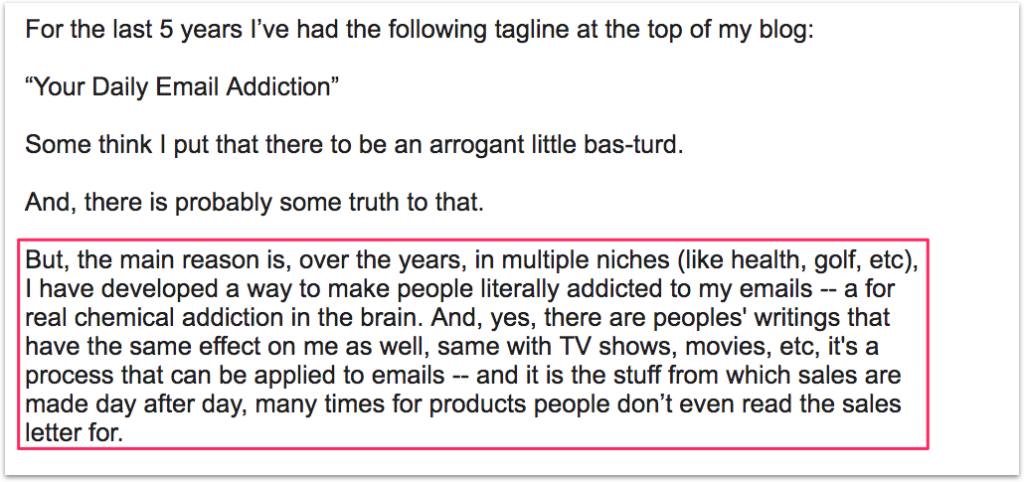 For the last 5 years I’ve had the following tagline at the top of my blog:
“Your Daily Email Addiction”
Some think I put that there to be an arrogant little bas-turd.
And, there is probably some truth to that.
But, the main reason is, over the years, in multiple niches (like health, golf, etc),
I have developed a way to make people literally addicted to my emails -- a for
real chemical addiction in the brain. And, yes, there are peoples' writings that
have the same effect on me as well, same with TV shows, movies, etc, it's a
process that can be applied to emails -- and it is the stuff from which sales are
made day after day, many times for products people don’t even read the sales
letter for.